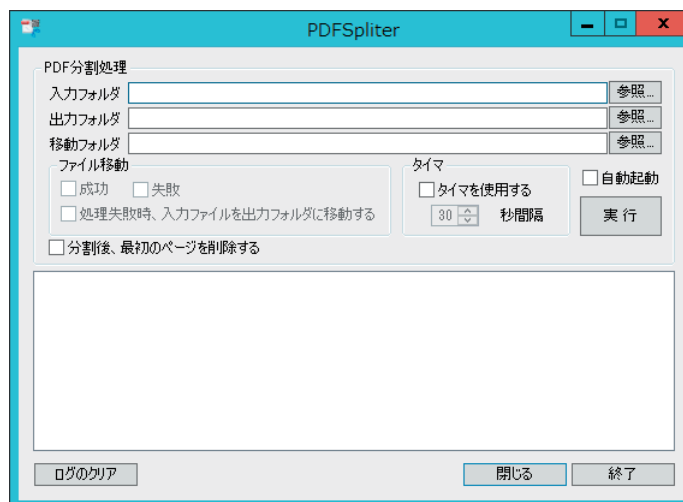 PDFSpliter
PDF分割処理
入力フォルダ 参照...
出力フォルダ 参照...
移動フォルダ 参照...
ファイル移動
成功 失敗
処理失敗時、入力ファイルを出力フォルダに移動する
タイマ
タイマを使用する
30 秒間隔
自動起動
実行
分割後、最初のページを削除する
ログのクリア 閉じる 終了